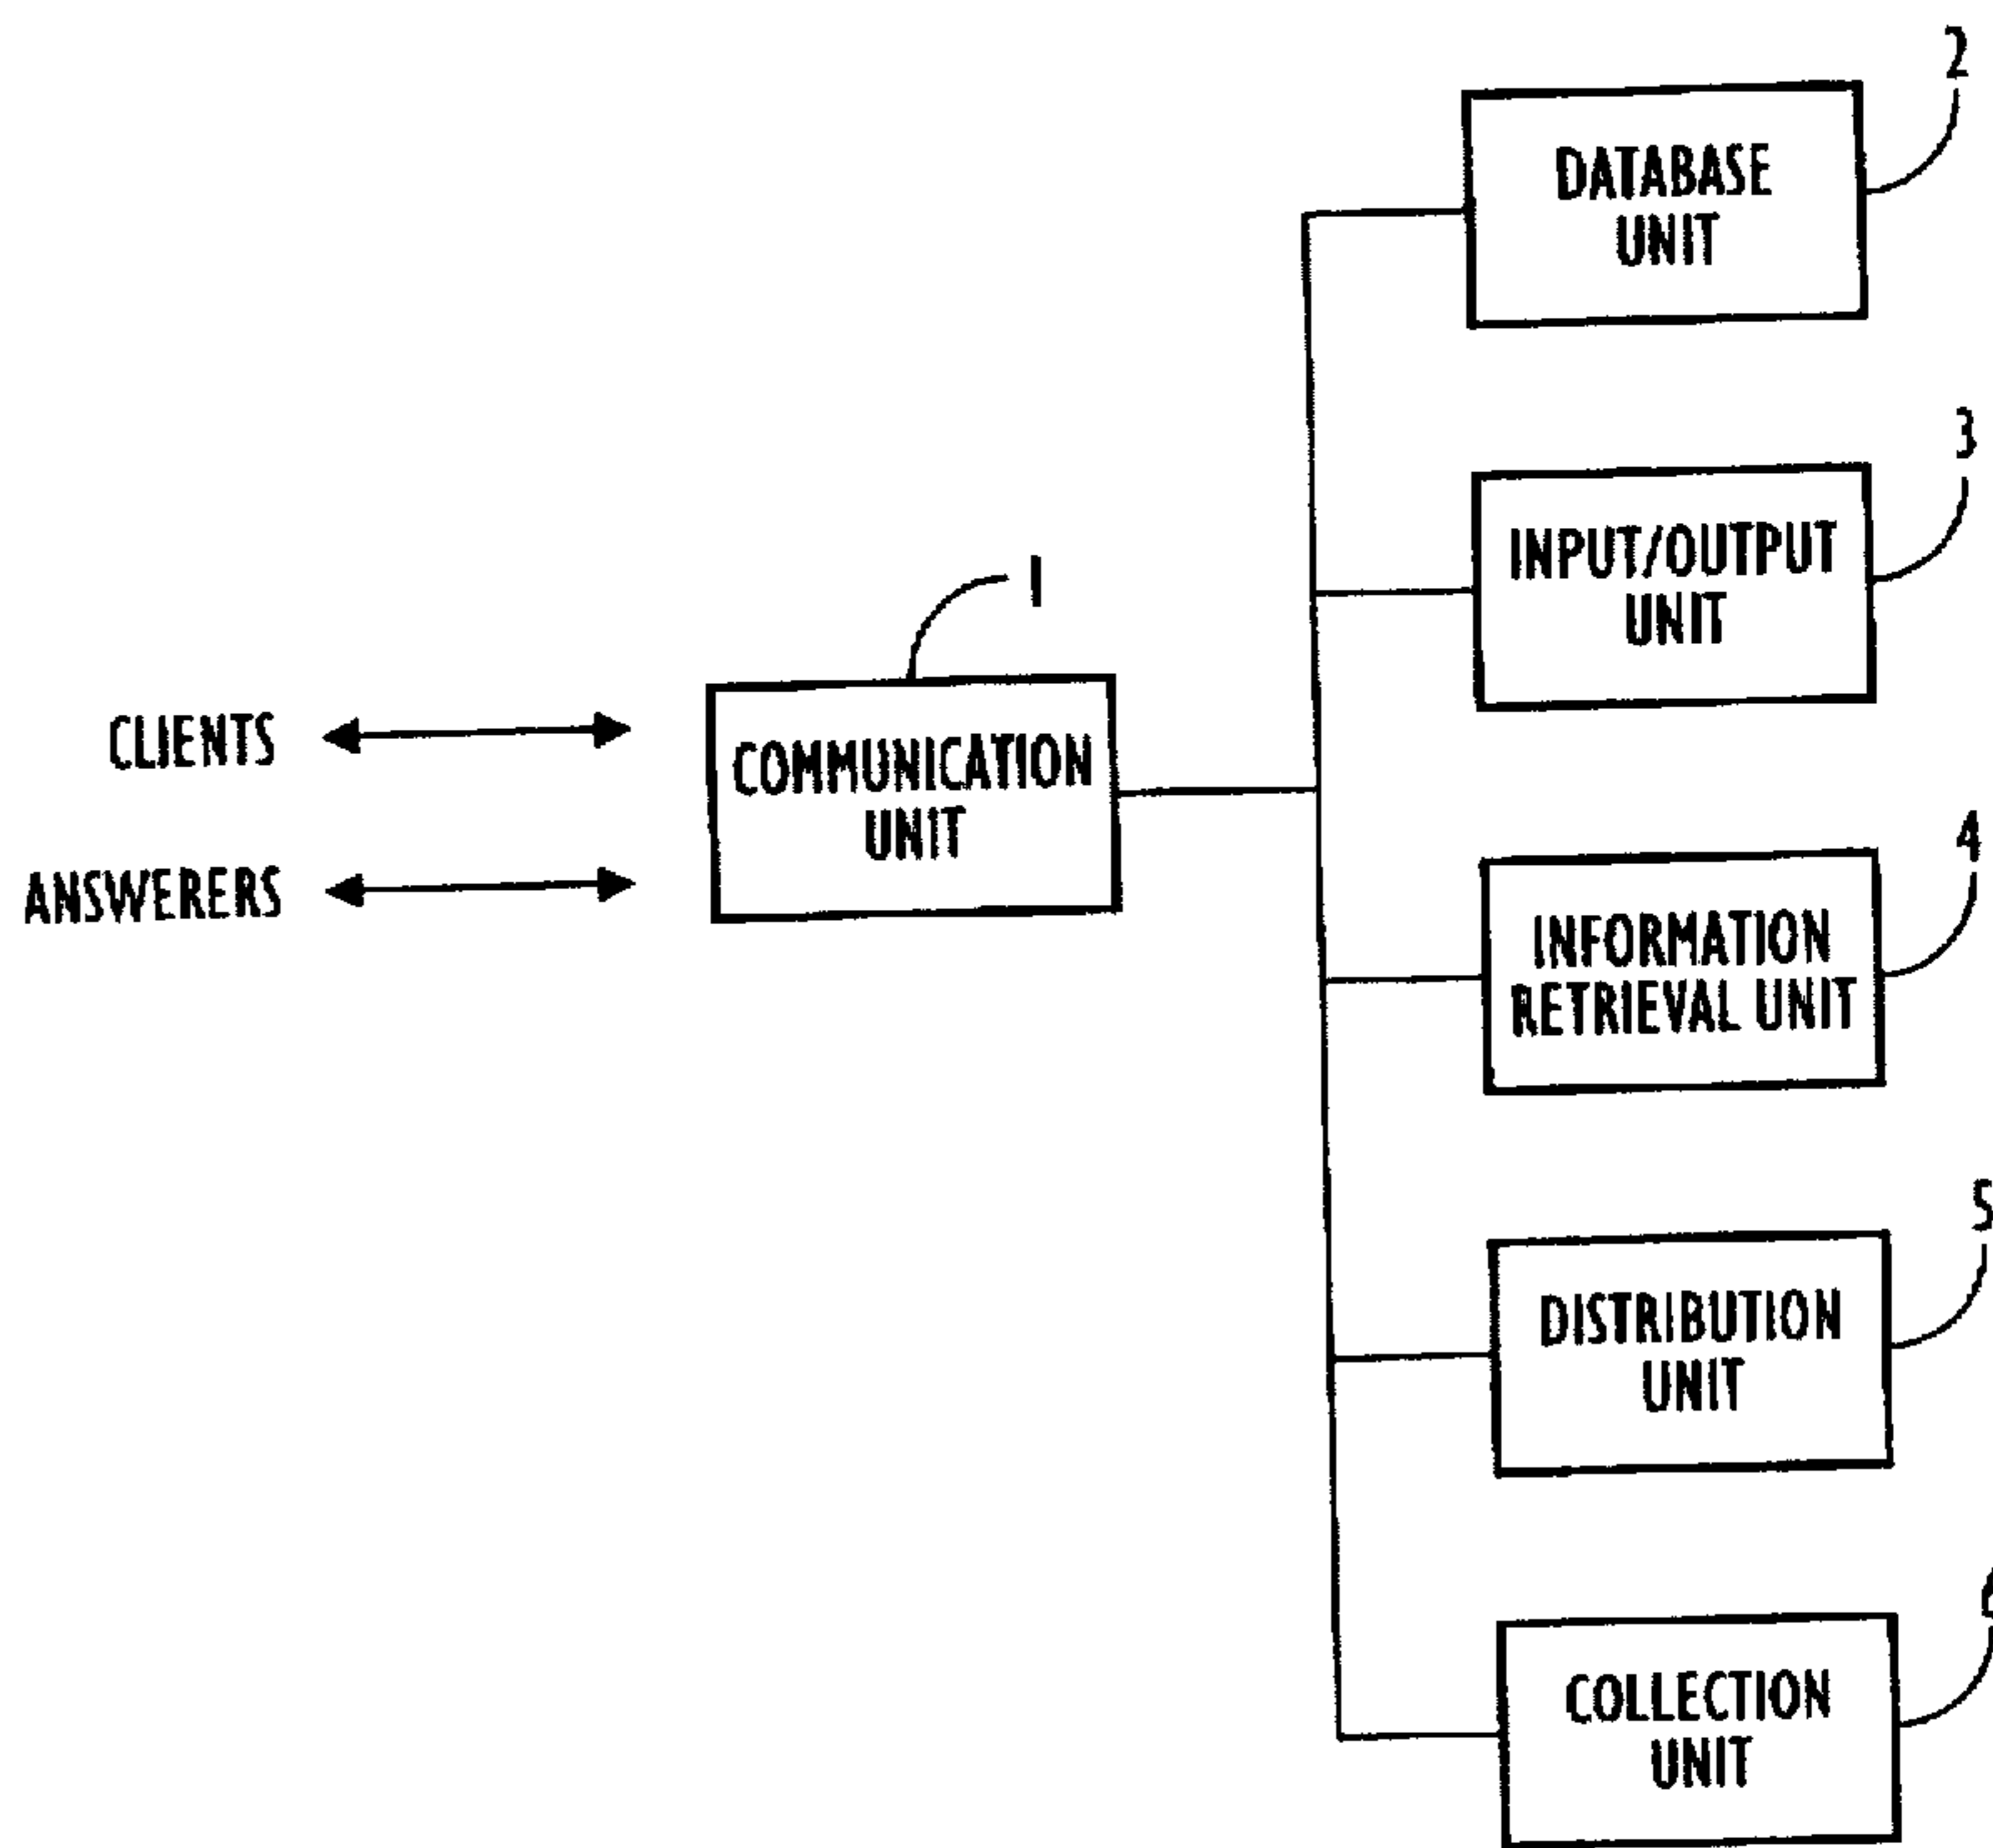 2
DATABASE
UNIT
3
INPUT/OUTPUT
UNIT
1
CLIENTS
COMMUNICATION
UNIT
ANSWERERS
4
INFORMATION
RETRIEVAL UNIT
5
DISTRIBUTION
UNIT
COLLECTION
UNIT